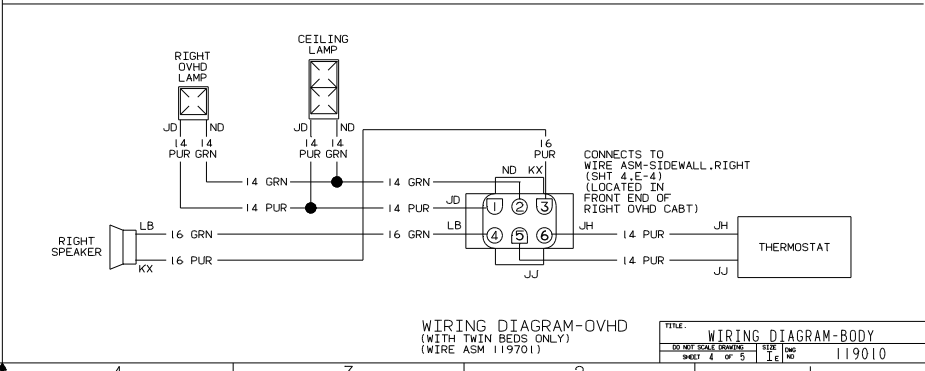 CEILING
LAMP
RIGHT
OVHD
LAMP
JD ND JD ND
14 14 14 14 16
PUR GRN PUR GRN PUR
CONNECTS TO
WIRE ASM-SIDEWALL,RIGHT
(SHT 4,E-4)
(LOCATED IN
FRONT END OF
RIGHT OVHD CABT)
ND KX
14 GRN 14 GRN
14 PUR 14 PUR JD 1 2 3
LB 16 GRN 16 GRN LB 4 5 6 JH 14 PUR JH
RIGHT
SPEAKER
THERMOSTAT
KX 16 PUR 14 PUR JJ
JJ
WIRING DIAGRAM-OVHD
(WITH TWIN BEDS ONLY)
(WIRE ASM 119701)
TITLE.
WIRING DIAGRAM-BODY
DO NOT SCALE DRAWING SIZE DWG
SHEET 4 OF 5 IE NO 119010